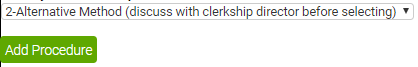 2-Alternative Method (discuss with clerkship director before selecting)
Add Procedure